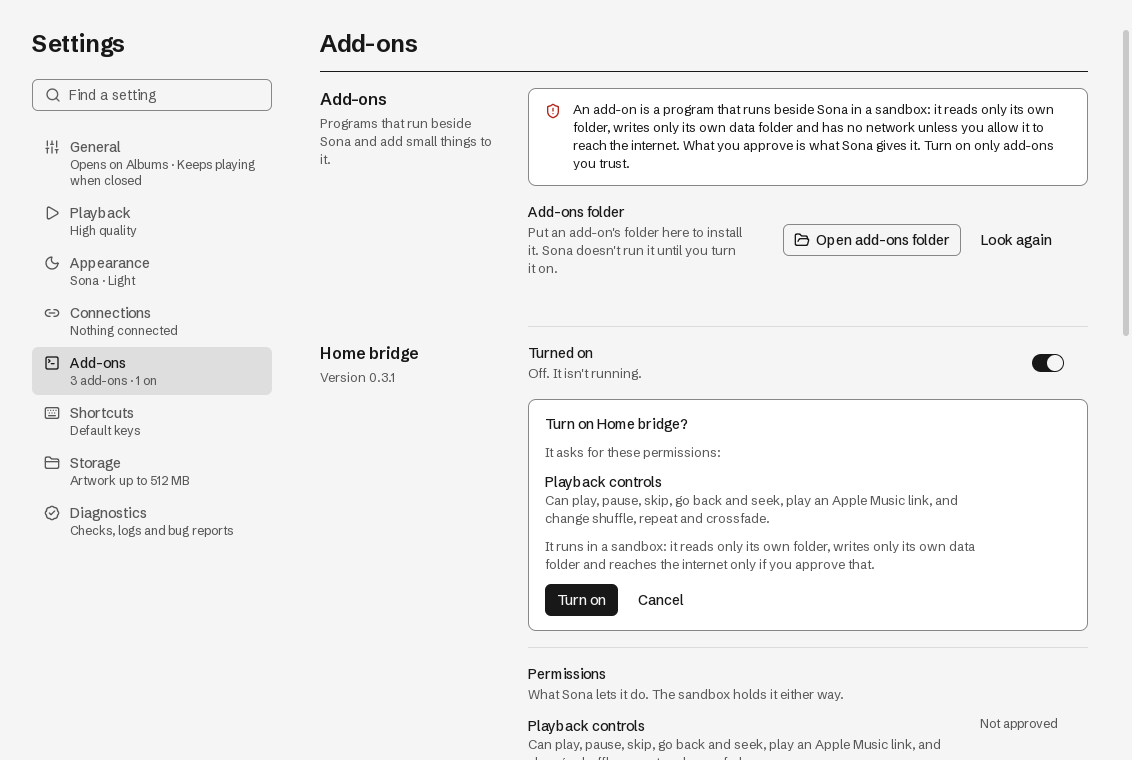 Settings
Find a setting
General
Opens on Albums · Keeps playing
when closed
Playback
High quality
Appearance
Sona · Light
Connections
Nothing connected
Add-ons
3 add-ons · 1 on
Shortcuts
Default keys
Storage
Artwork up to 512 MB
Diagnostics
Checks, logs and bug reports
Add-ons
Add-ons
Programs that run beside
Sona and add small things to
it.
An add-on is a program that runs beside Sona in a sandbox: it reads only its own
folder, writes only its own data folder and has no network unless you allow it to
reach the internet. What you approve is what Sona gives it. Turn on only add-ons
you trust.
Add-ons folder
Put an add-on's folder here to install
it. Sona doesn't run it until you turn
it on.
Open add-ons folder
Look again
Home bridge
Version 0.3.1
Turned on
Off. It isn't running.
Turn on Home bridge?
It asks for these permissions:
Playback controls
Can play, pause, skip, go back and seek, play an Apple Music link, and
change shuffle, repeat and crossfade.
It runs in a sandbox: it reads only its own folder, writes only its own data
folder and reaches the internet only if you approve that.
Turn on
Cancel
Permissions
What Sona lets it do. The sandbox holds it either way.
Playback controls
Not approved
Can play, pause, skip, go back and seek, play an Apple Music link, and